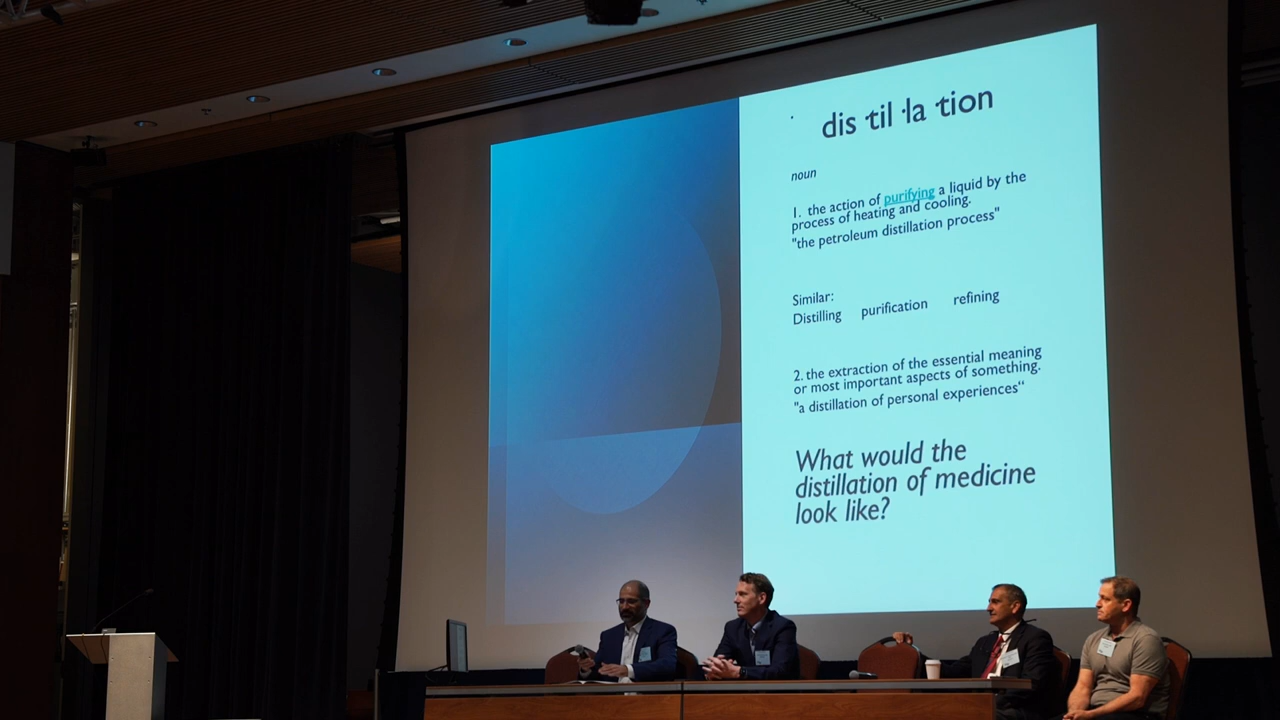 dis·til·la·tion
noun
1. the action of purifying a liquid by the
process of heating and cooling.
"the petroleum distillation process"
Similar:
Distilling purification refining
2. the extraction of the essential meaning
or most important aspects of something.
"a distillation of personal experiences"
What would the
distillation of medicine
look like?